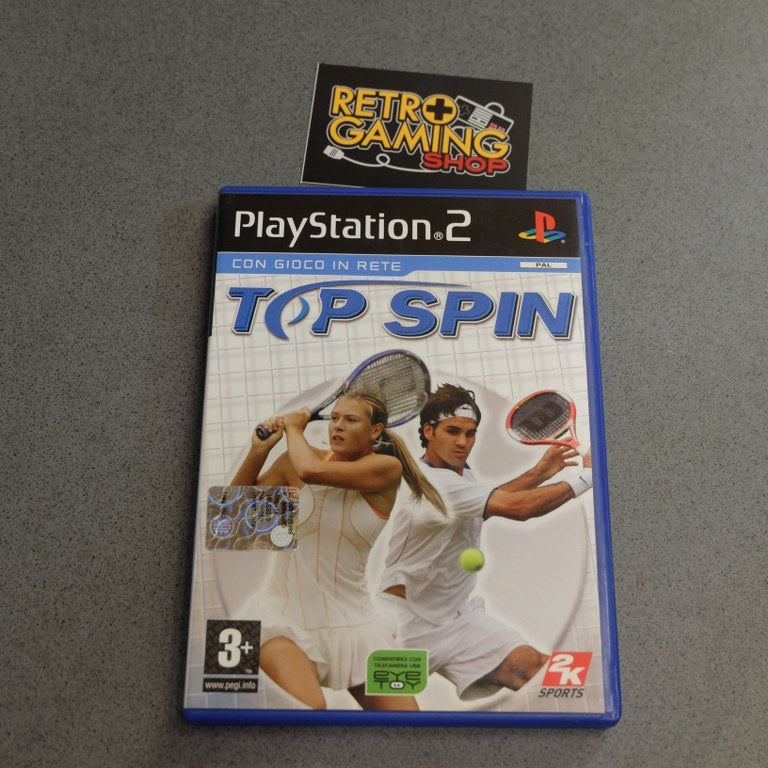 RETRO
GAMING
SHOP
PlayStation®2
CON GIOCO IN RETE
PAL
TOP SPIN
3+
www.pegi.info
COMPATIBILE CON
TELECAMERA USB
EYE
TOY
2K
SPORTS